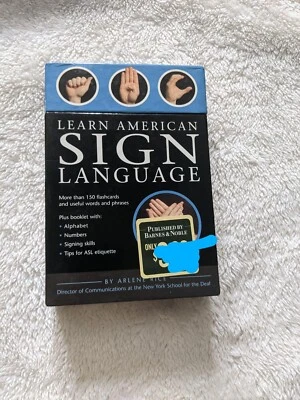 LEARN AMERICAN
SIGN
LANGUAGE
More than 150 flashcards
and useful words and phrases
Plus booklet with:
• Alphabet
• Numbers
• Signing skills
• Tips for ASL etiquette
PUBLISHED BY
BARNES & NOBLE
ONLY
$
BY ARLENE RICE
Director of Communications at the New York School for the Deaf